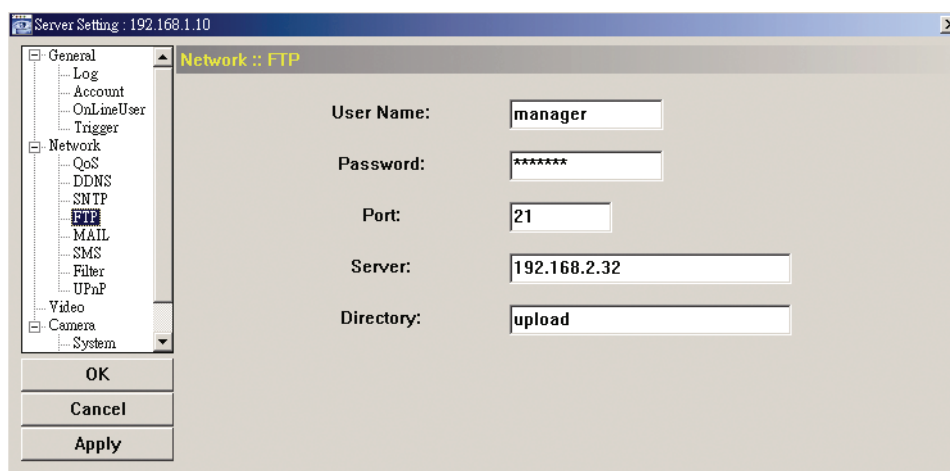 Server Setting : 192.168.1.10
General
Log
Account
OnLineUser
Trigger
Network
QoS
DDNS
SNTP
FTP
MAIL
SMS
Filter
UPnP
Video
Camera
System
OK
Cancel
Apply
Network :: FTP
User Name: manager
Password: *******
Port: 21
Server: 192.168.2.32
Directory: upload